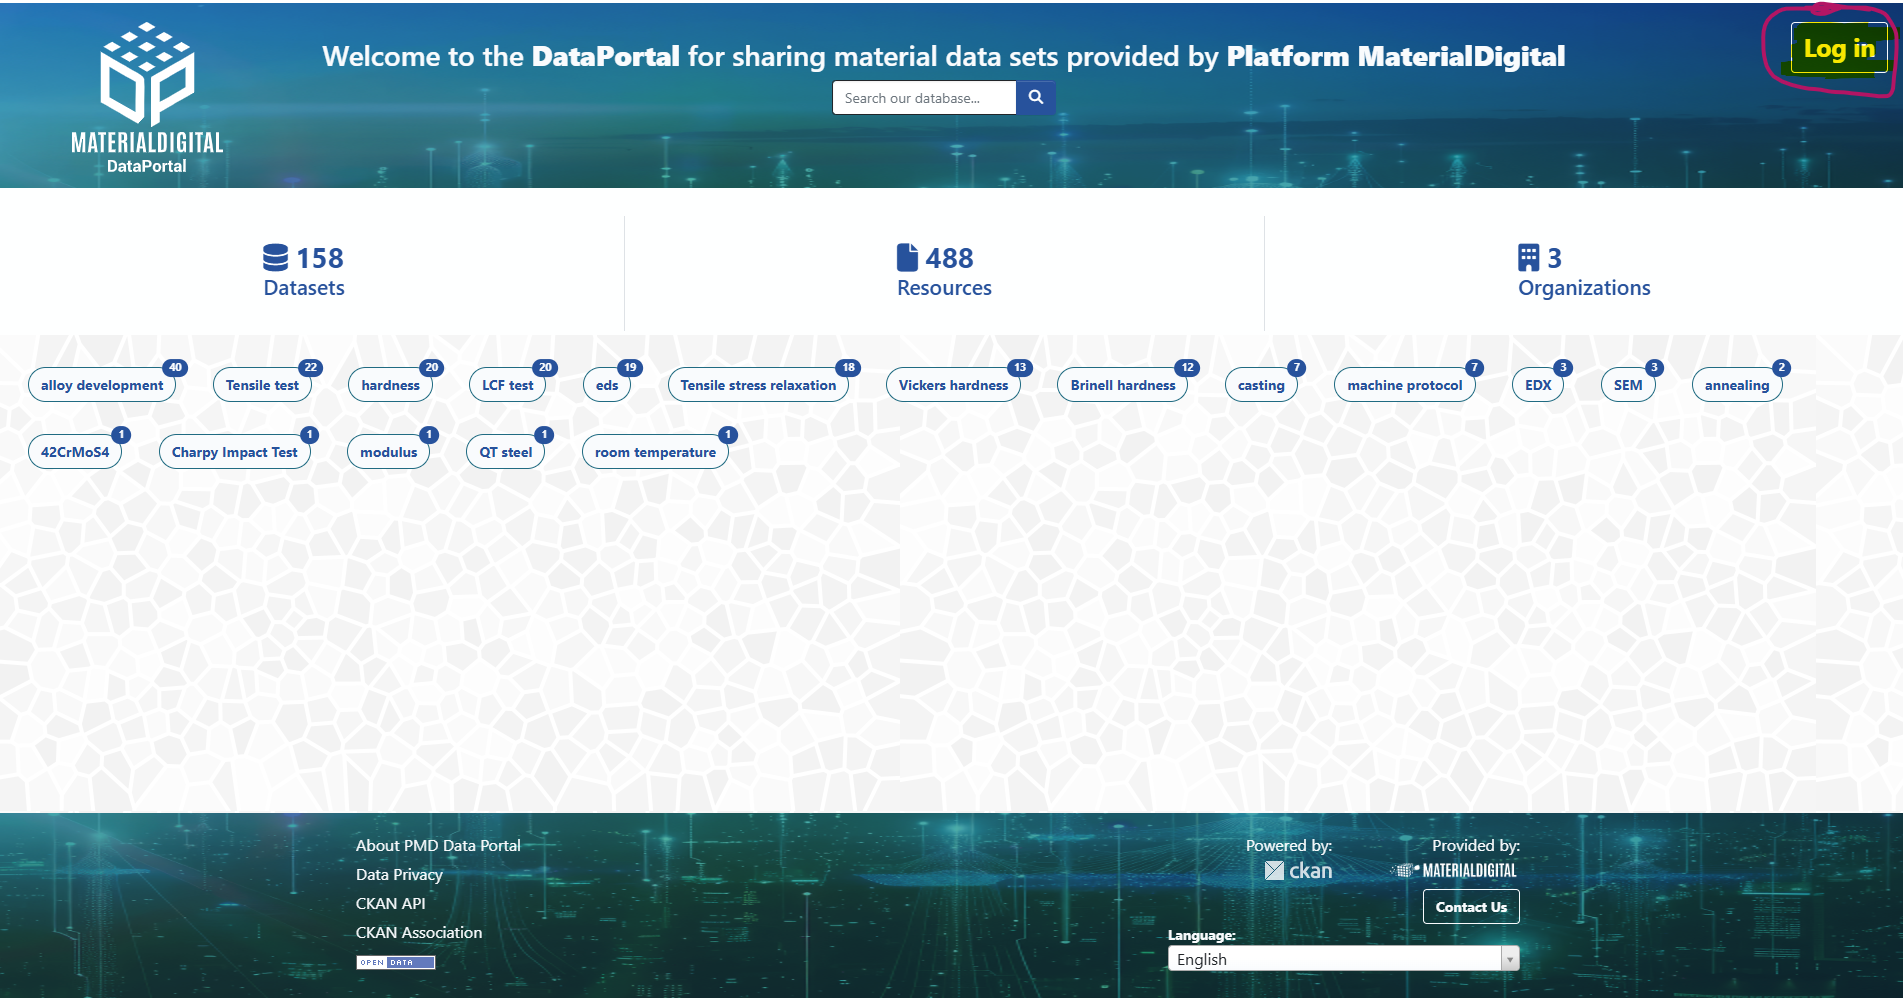 Welcome to the DataPortal for sharing material data sets provided by Platform MaterialDigital
Log in
Search our database...
MATERIALDIGITAL
DataPortal
158
Datasets
488
Resources
3
Organizations
alloy development 40
Tensile test 22
hardness 20
LCF test 20
eds 19
Tensile stress relaxation 18
Vickers hardness 13
Brinell hardness 12
casting 7
machine protocol 7
EDX 3
SEM 3
annealing 2
42CrMoS4 1
Charpy Impact Test 1
modulus 1
QT steel 1
room temperature 1
About PMD Data Portal
Data Privacy
CKAN API
CKAN Association
OPEN DATA
Powered by:
ckan
Provided by:
MATERIALDIGITAL
Contact Us
Language:
English